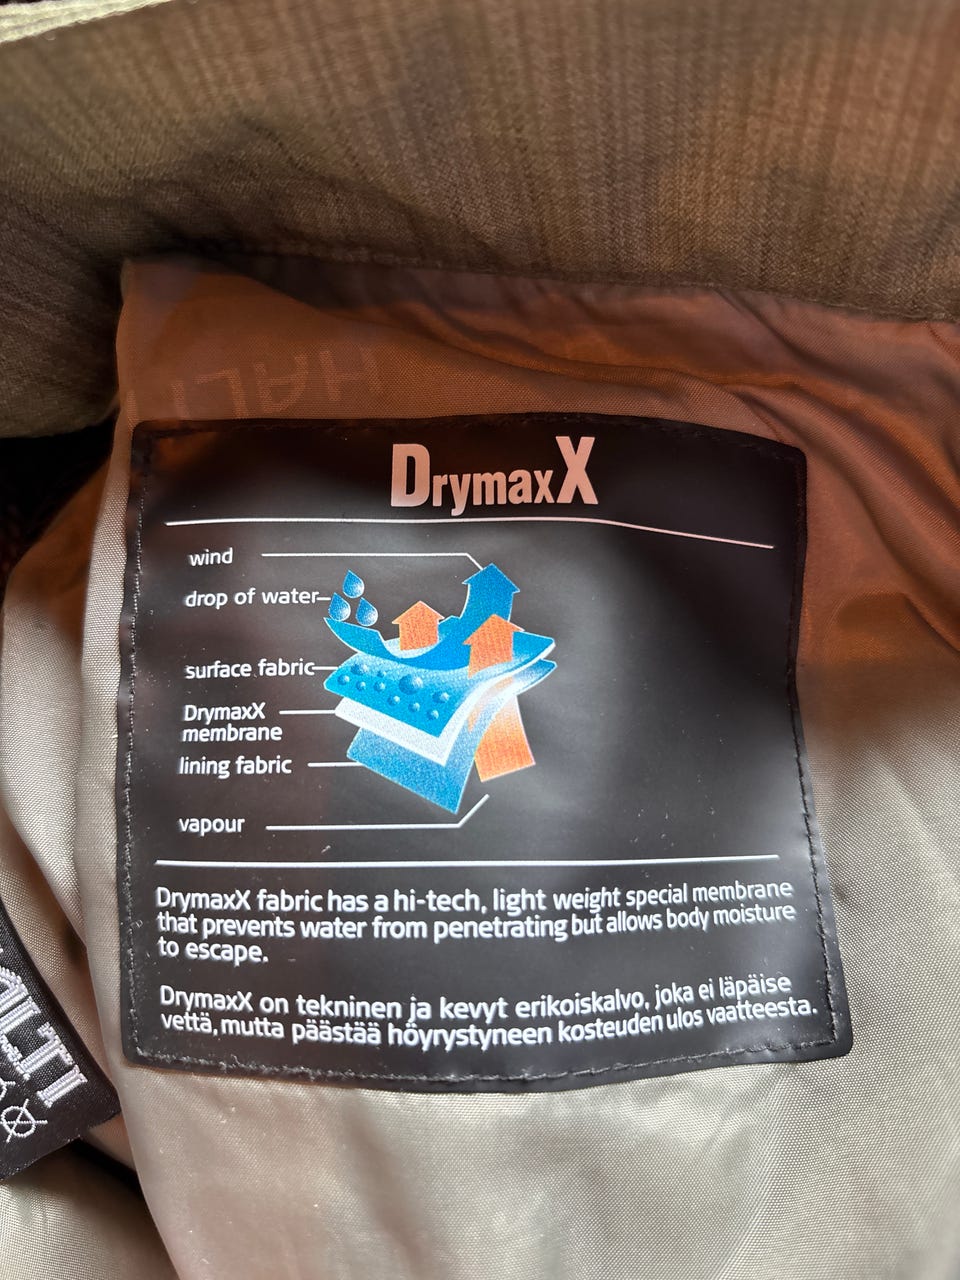 HALTI
DrymaxX
wind
drop of water
surface fabric
DrymaxX
membrane
lining fabric
vapour
DrymaxX fabric has a hi-tech, light weight special membrane
that prevents water from penetrating but allows body moisture
to escape.
DrymaxX on tekninen ja kevyt erikoiskalvo, joka ei läpäise
vettä, mutta päästää höyrystyneen kosteuden ulos vaatteesta.
HALTI